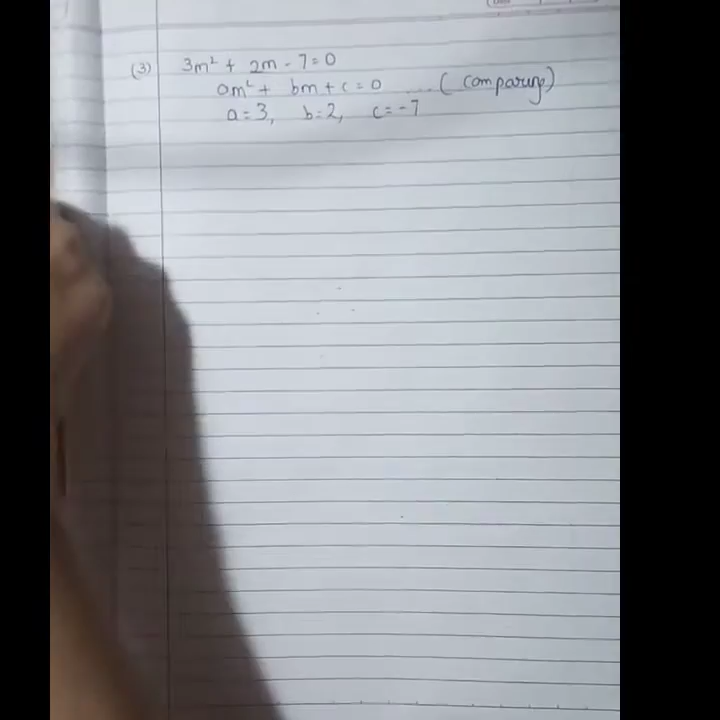 (3) 3m² + 2m - 7 = 0
am² + bm + c = 0 .... (comparing)
a = 3, b = 2, c = -7